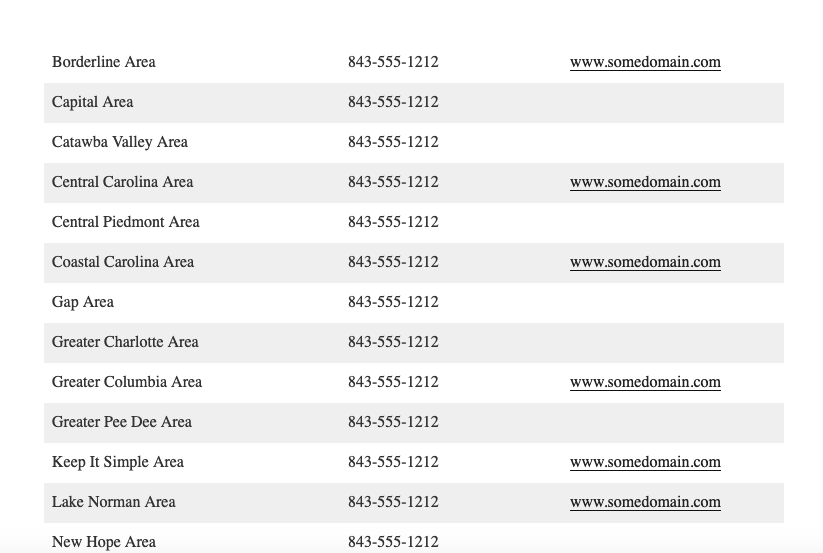 Borderline Area 843-555-1212 www.somedomain.com
Capital Area 843-555-1212
Catawba Valley Area 843-555-1212
Central Carolina Area 843-555-1212 www.somedomain.com
Central Piedmont Area 843-555-1212
Coastal Carolina Area 843-555-1212 www.somedomain.com
Gap Area 843-555-1212
Greater Charlotte Area 843-555-1212
Greater Columbia Area 843-555-1212 www.somedomain.com
Greater Pee Dee Area 843-555-1212
Keep It Simple Area 843-555-1212 www.somedomain.com
Lake Norman Area 843-555-1212 www.somedomain.com
New Hope Area 843-555-1212